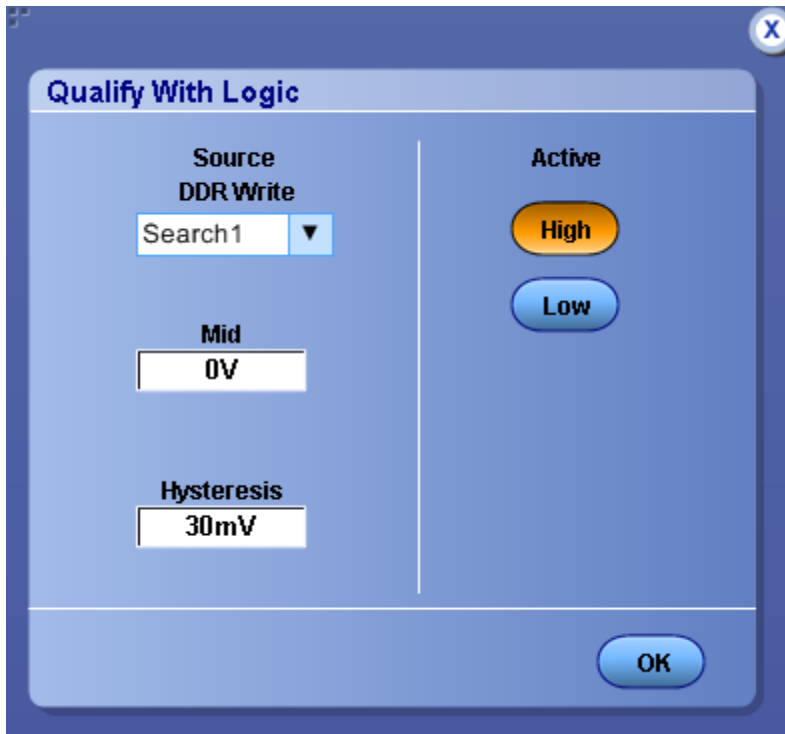 X
Qualify With Logic
Source
DDR Write
Search1
Mid
0V
Hysteresis
30mV
Active
High
Low
OK